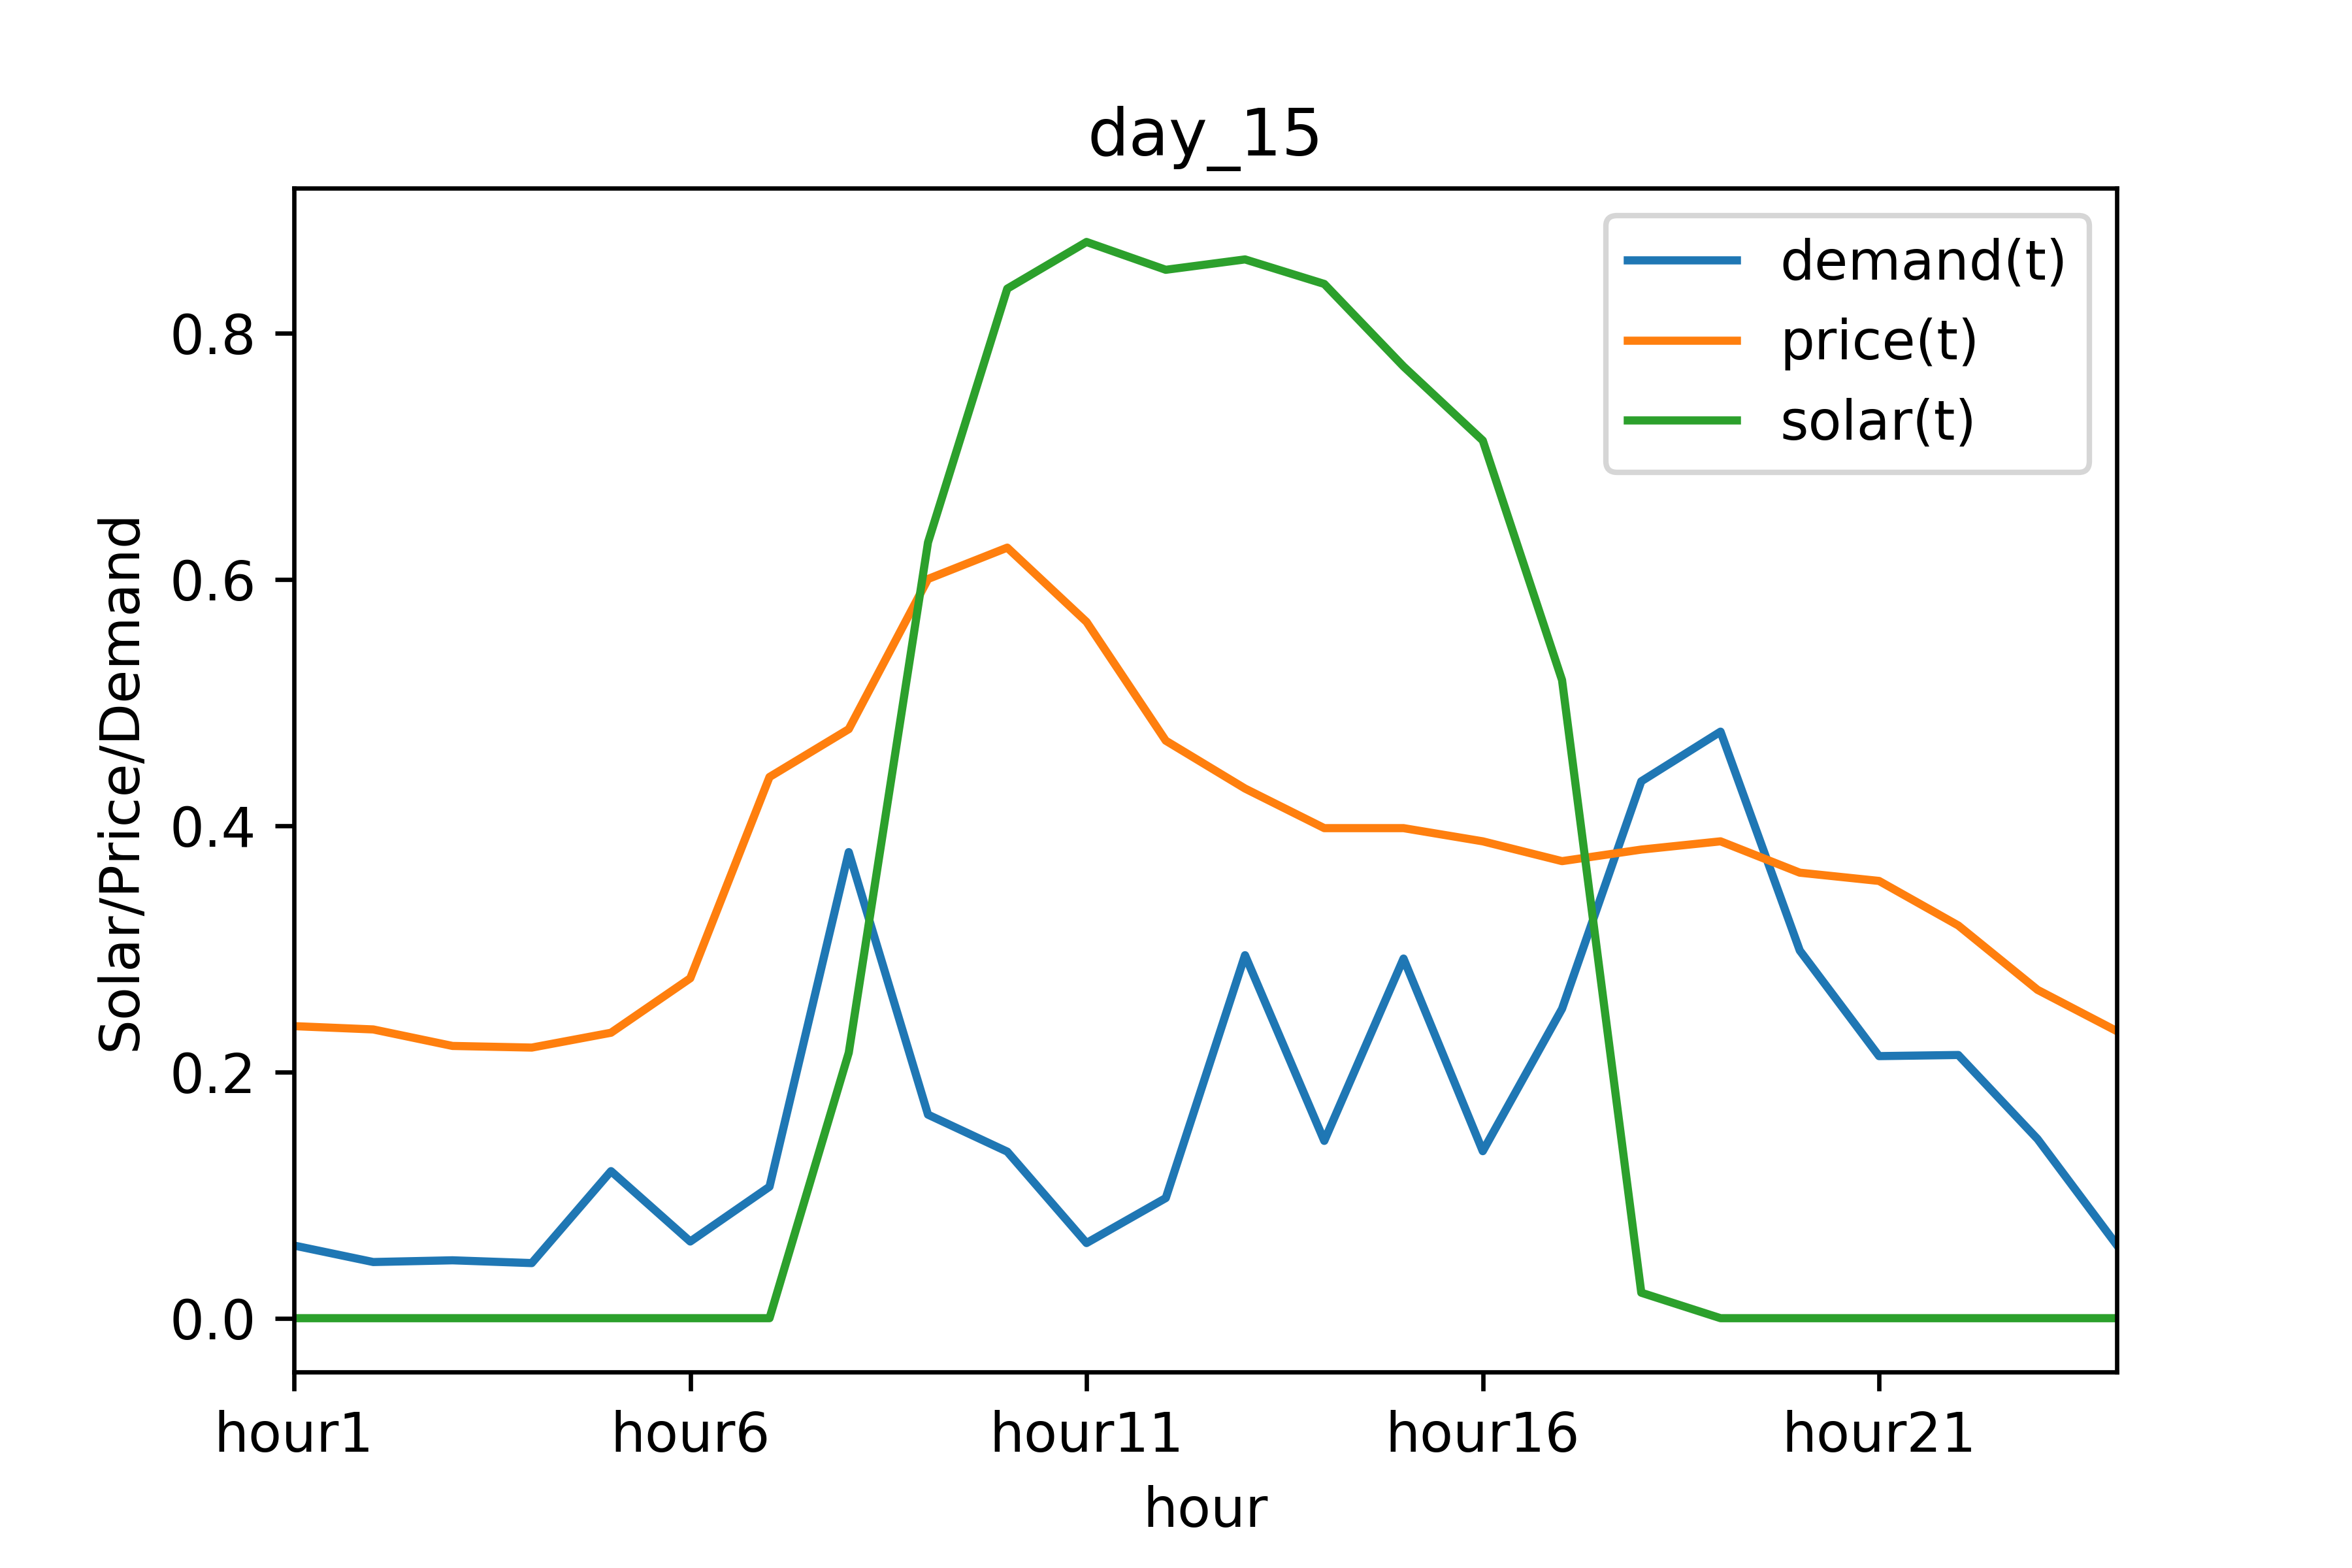 day_15
demand(t)
price(t)
solar(t)
Solar/Price/Demand
0.8
0.6
0.4
0.2
0.0
hour1 hour6 hour11 hour16 hour21
hour